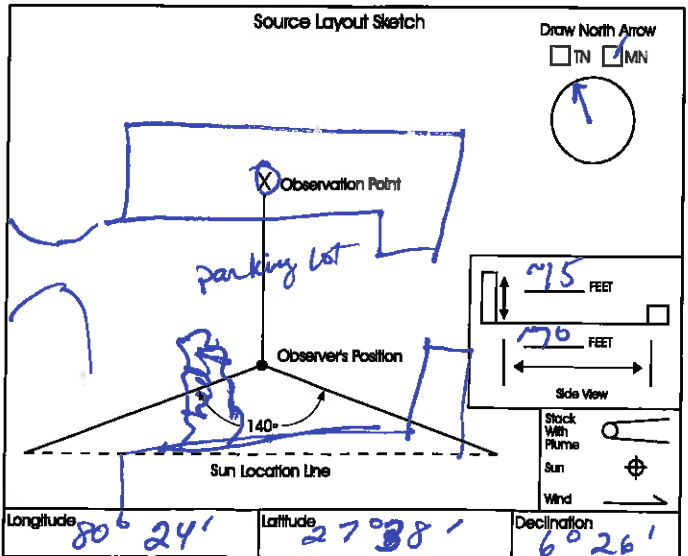 Source Layout Sketch
Draw North Arrow
TN MN
X Observation Point
parking lot
~15 FEET
Observer's Position
~70 FEET
Side View
140°
Stack With Plume
Sun Location Line
Sun
Wind
Longitude 80° 24'
Latitude 27° 38'
Declination 6° 26'